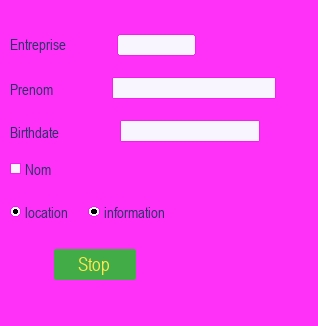 Entreprise
Prenom
Birthdate
Nom
location information
Stop